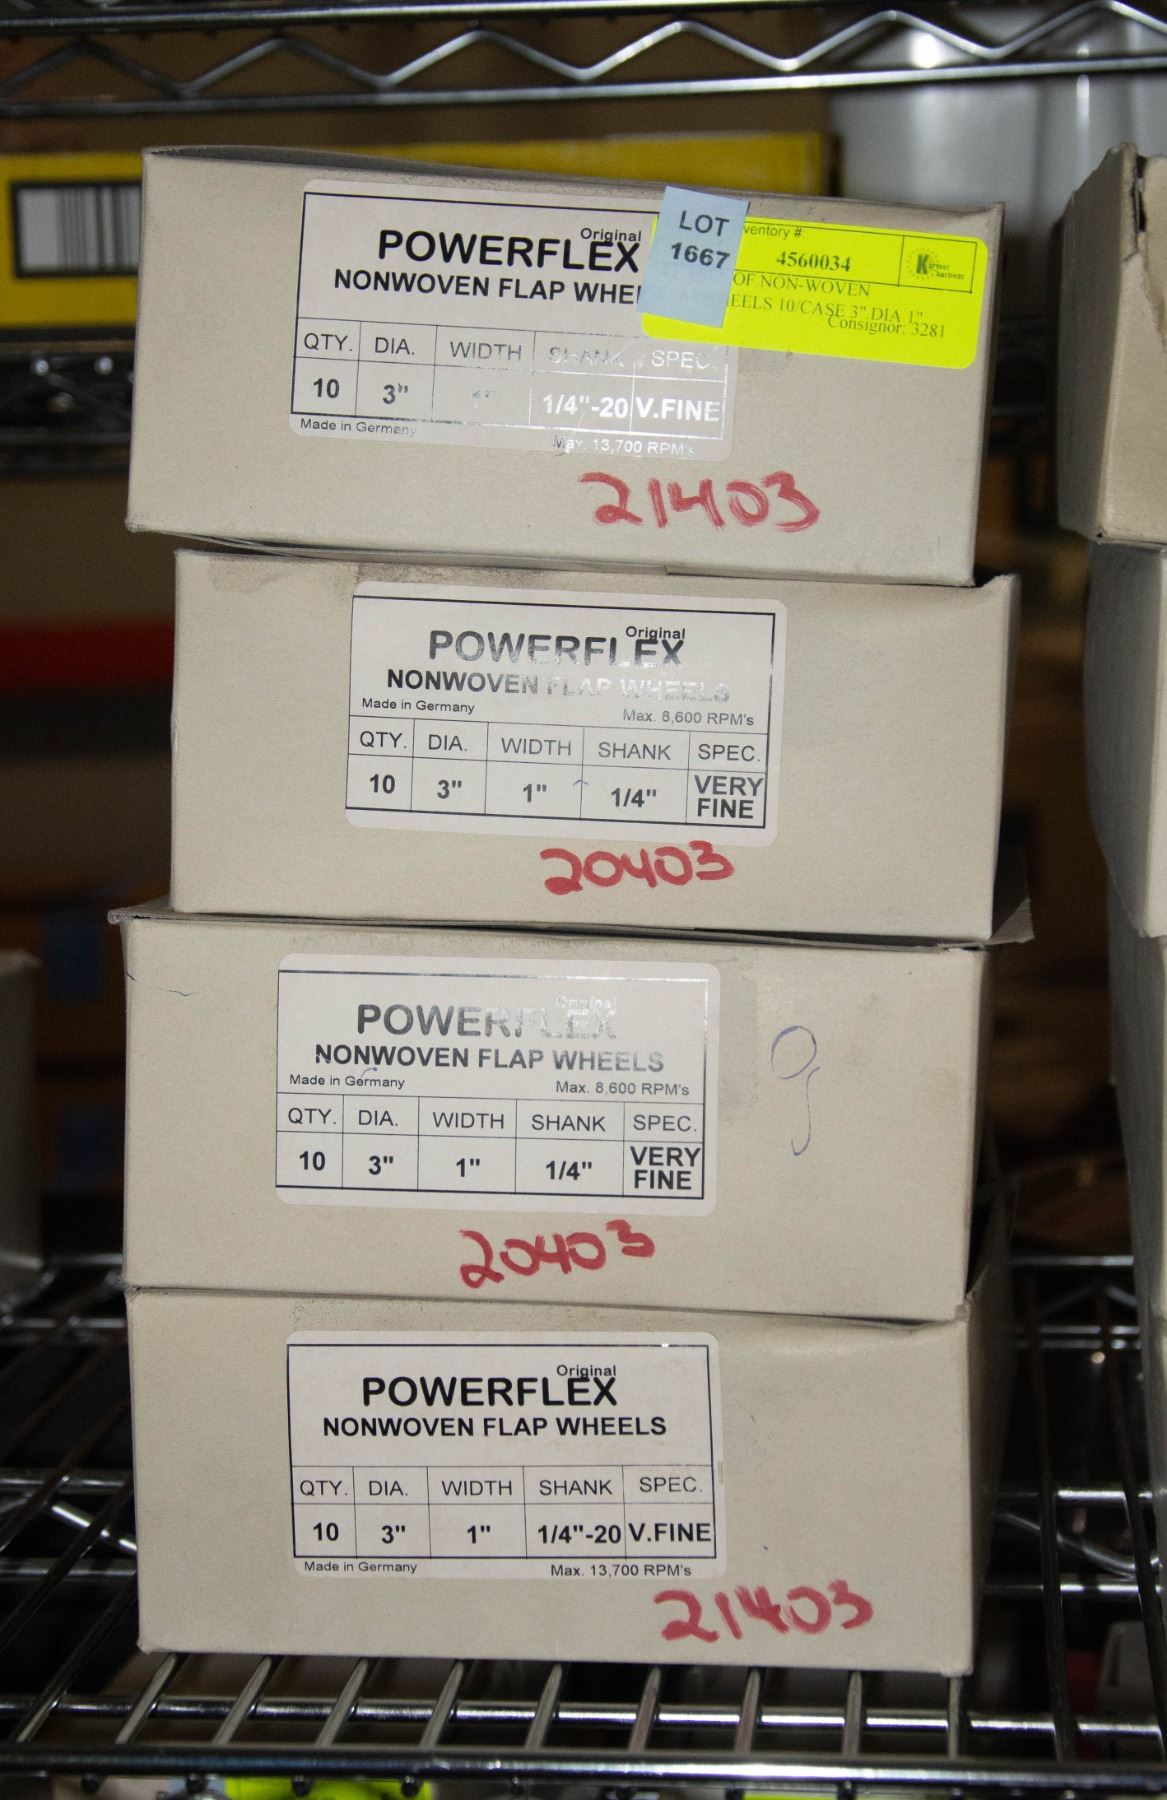 Original
POWERFLEX
NONWOVEN FLAP
LOT
1667
4560034
Kartner
Auctions
OF NON-WOVEN
10/CASE 3".DIA 1"
Consignor: 3281
QTY. DIA. WIDTH SHANK SPEC.
10 3" 1" 1/4"-20 V.FINE
Made in Germany Max. 13,700 RPM's
21403
Original
POWERFLEX
NONWOVEN FLAP WHEELS
Made in Germany Max. 8,600 RPM's
QTY. DIA. WIDTH SHANK SPEC.
10 3" 1" 1/4" VERY
FINE
20403
Original
POWERFLEX
NONWOVEN FLAP WHEELS
Made in Germany Max. 8,600 RPM's
QTY. DIA. WIDTH SHANK SPEC.
10 3" 1" 1/4" VERY
FINE
20403
Original
POWERFLEX
NONWOVEN FLAP WHEELS
QTY. DIA. WIDTH SHANK SPEC.
10 3" 1" 1/4"-20 V.FINE
Made in Germany Max. 13,700 RPM's
21403